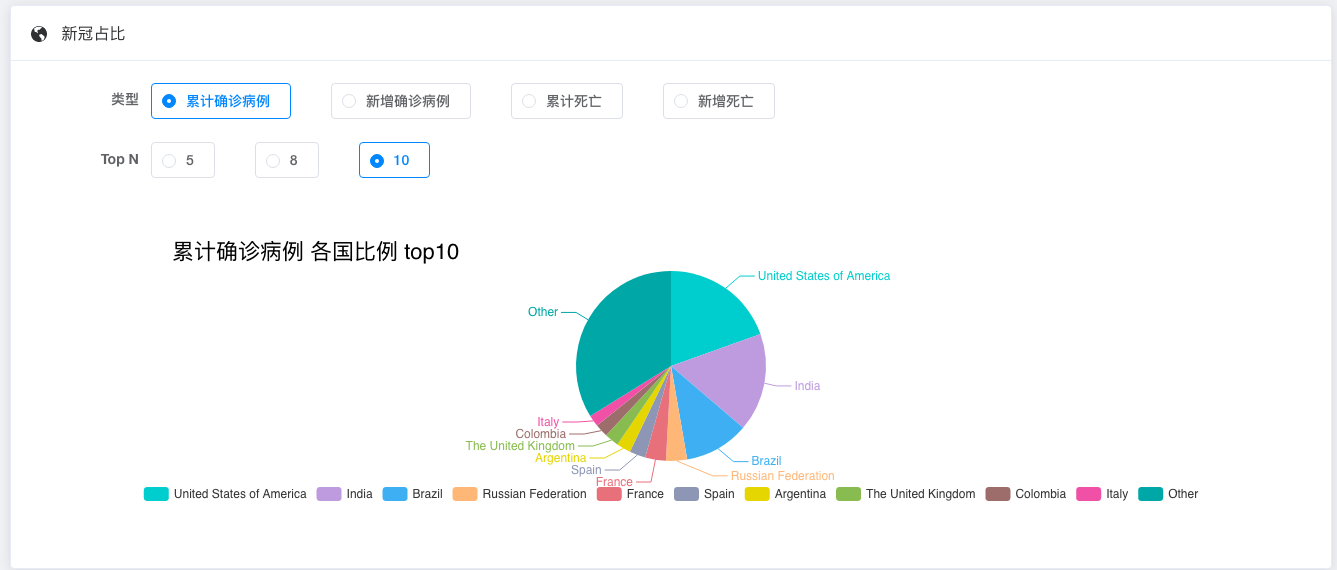 新冠占比
类型 累计确诊病例 新增确诊病例 累计死亡 新增死亡
Top N 5 8 10
累计确诊病例 各国比例 top10
United States of America
Other
India
Italy
Colombia
The United Kingdom
Argentina
Brazil
Spain
Russian Federation
France
United States of America India Brazil Russian Federation France Spain Argentina The United Kingdom Colombia Italy Other